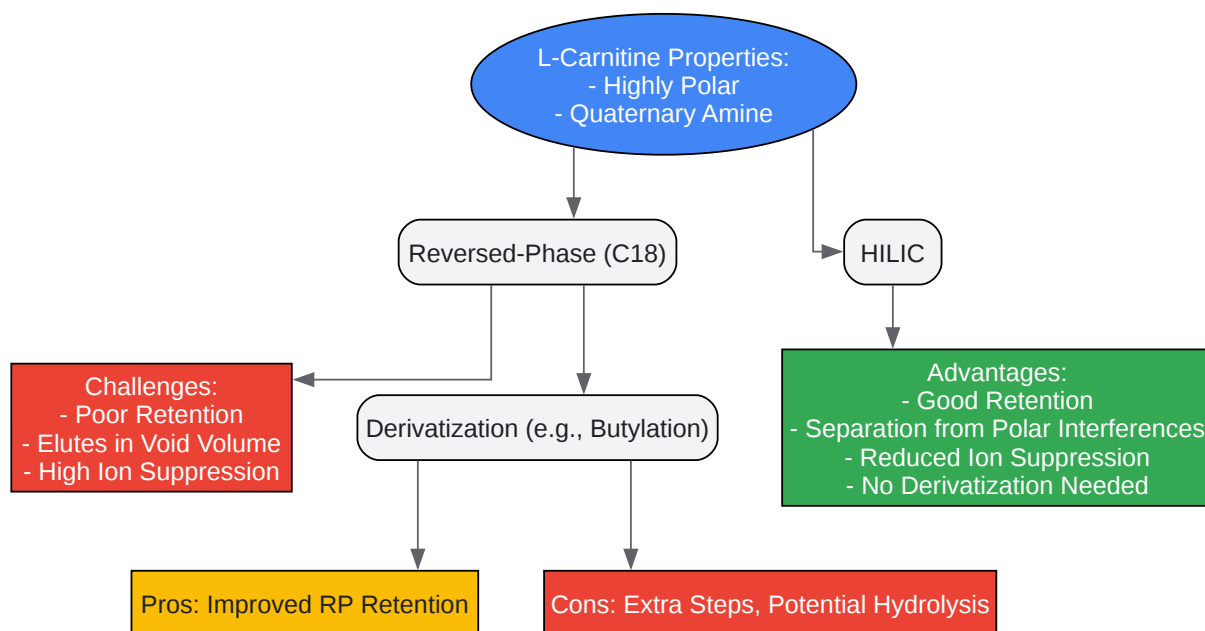 L-Carnitine Properties:
- Highly Polar
- Quaternary Amine
Reversed-Phase (C18)
HILIC
Challenges:
- Poor Retention
- Elutes in Void Volume
- High Ion Suppression
Derivatization (e.g., Butylation)
Advantages:
- Good Retention
- Separation from Polar Interferences
- Reduced Ion Suppression
- No Derivatization Needed
Pros: Improved RP Retention
Cons: Extra Steps, Potential Hydrolysis